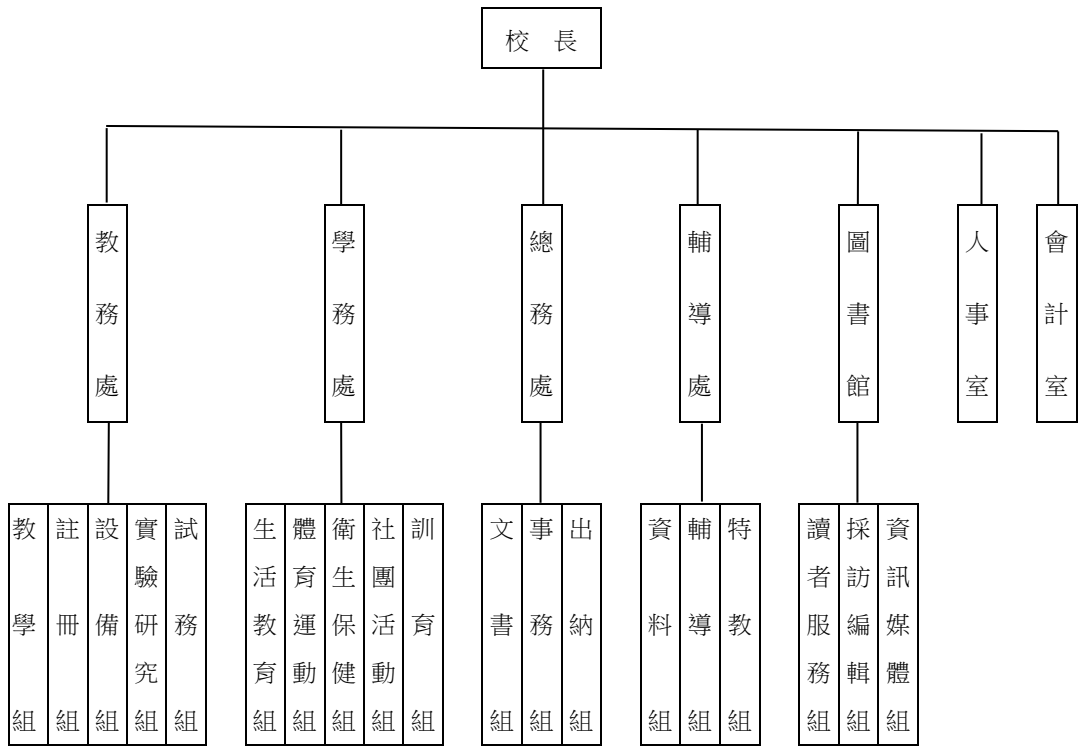 校 長
教務處
學務處
總務處
輔導處
圖書館
人事室
會計室
教學組
註冊組
設備組
實驗研究組
試務組
生活教育組
體育運動組
衛生保健組
社團活動組
訓育組
文書組
事務組
出納組
資料組
輔導組
特教組
讀者服務組
採訪編輯組
資訊媒體組